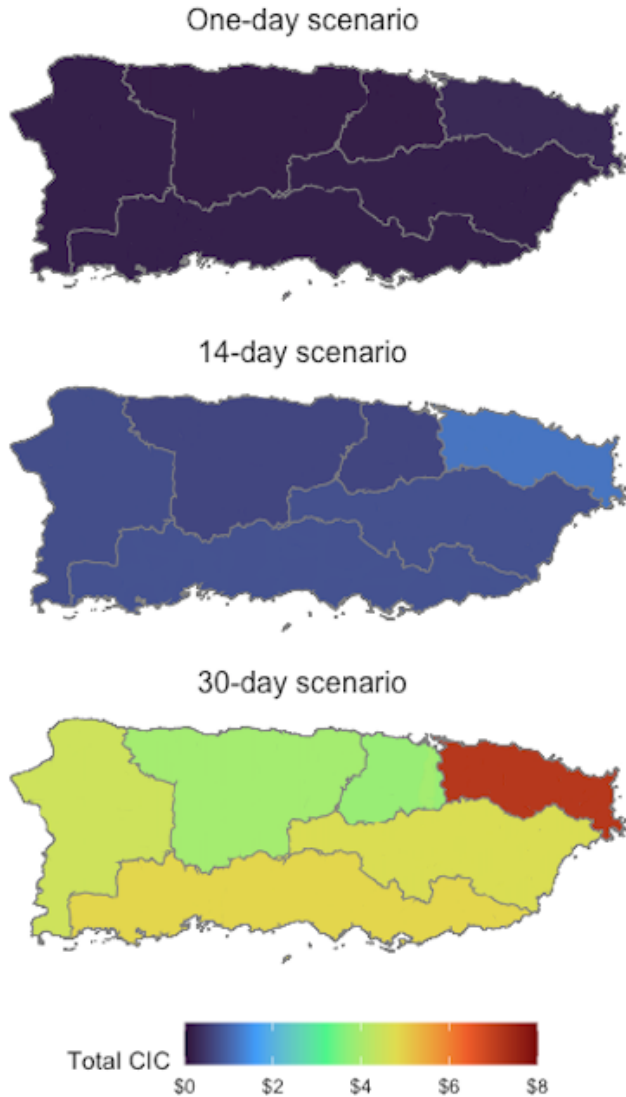 One-day scenario
14-day scenario
30-day scenario
Total CIC
$0 $2 $4 $6 $8